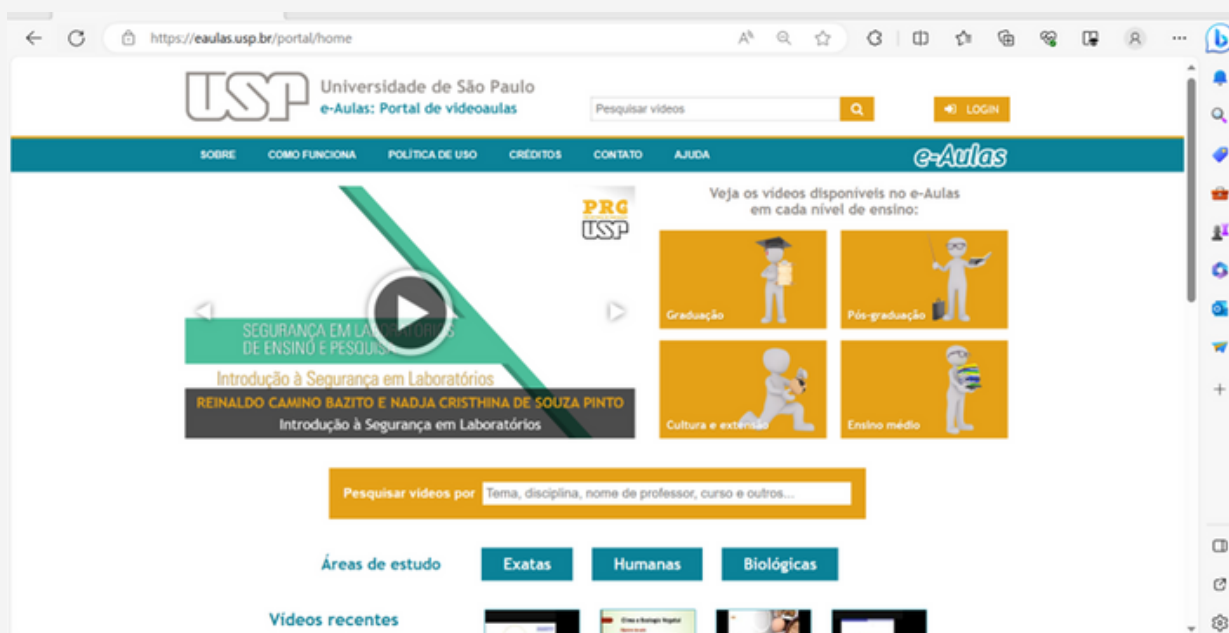 https://eaulas.usp.br/portal/home
USP
Universidade de São Paulo
e-Aulas: Portal de videoaulas
Pesquisar vídeos
LOGIN
SOBRE COMO FUNCIONA POLÍTICA DE USO CRÉDITOS CONTATO AJUDA
e-Aulas
PRG
USP
SEGURANÇA EM LABORATÓRIOS
DE ENSINO E PESQUISA
Introdução à Segurança em Laboratórios
REINALDO CAMINO BAZITO E NADJA CRISTHINA DE SOUZA PINTO
Introdução à Segurança em Laboratórios
Veja os vídeos disponíveis no e-Aulas
em cada nível de ensino:
Graduação
Pós-graduação
Cultura e extensão
Ensino médio
Pesquisar vídeos por
Tema, disciplina, nome de professor, curso e outros...
Áreas de estudo
Exatas
Humanas
Biológicas
Vídeos recentes